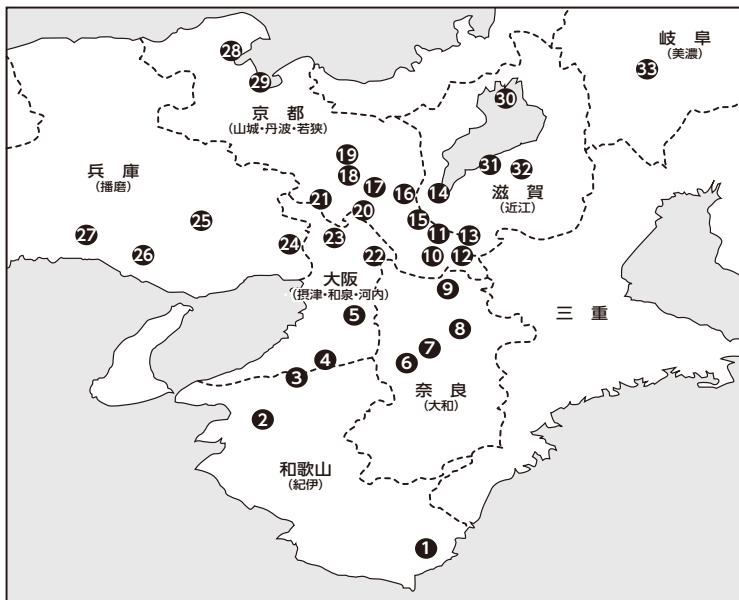 岐 阜
(美濃)
33
28
29
京 都
(山城・丹波・若狭)
30
兵 庫
(播磨)
19
18
17
16
14
31
32
滋 賀
(近江)
21
20
15
25
27
26
24
23
22
11
13
10
12
大阪
(摂津・和泉・河内)
9
5
8
三 重
4
7
3
6
奈 良
(大和)
2
和歌山
(紀伊)
1